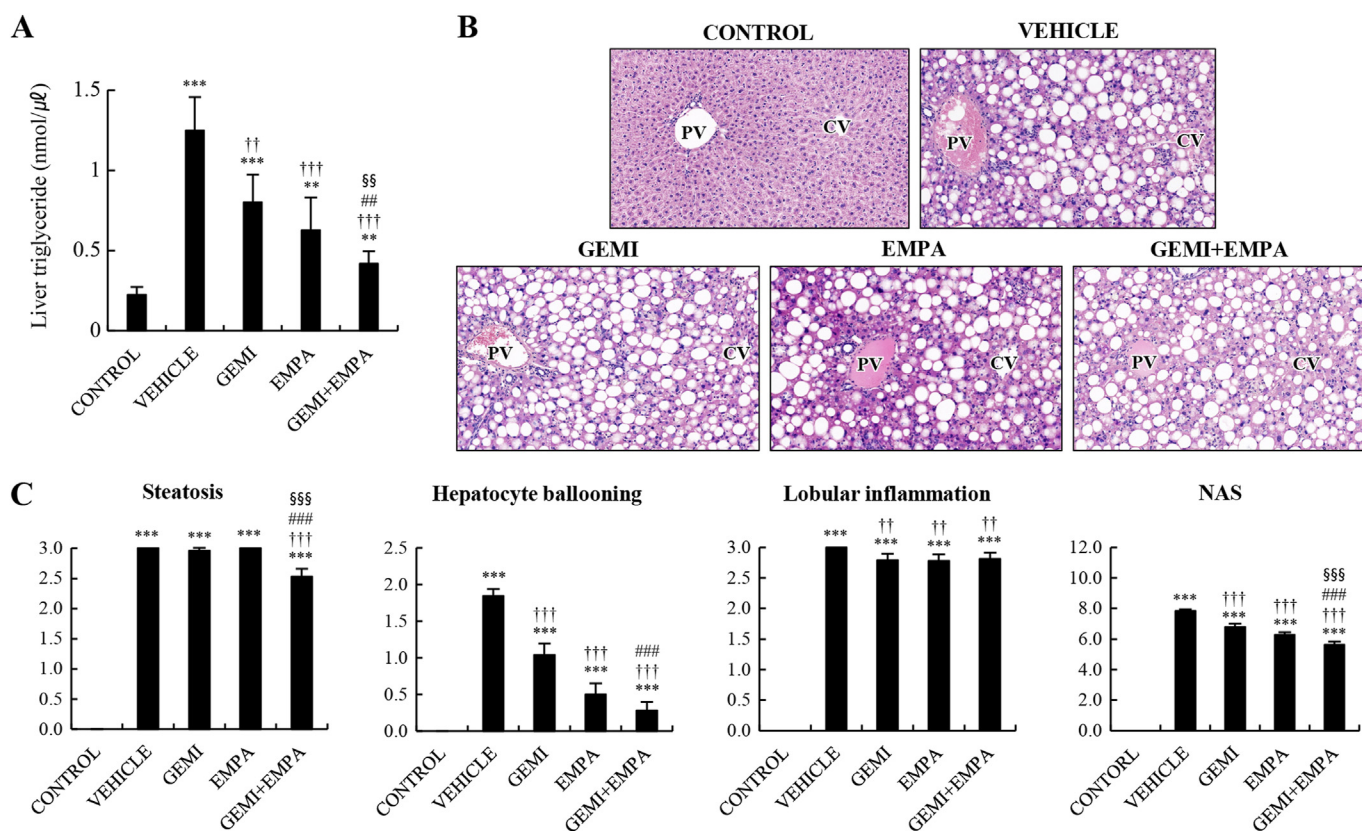 A
Liver triglyceride (nmol/µℓ)
1.5
1
0.5
0
***
††
***
†††
**
§§
##
†††
**
CONTROL
VEHICLE
GEMI
EMPA
GEMI+EMPA
B
CONTROL
PV
CV
VEHICLE
PV
CV
GEMI
PV
CV
EMPA
PV
CV
GEMI+EMPA
PV
CV
C
Steatosis
3.0
2.5
2.0
1.5
1.0
0.5
0.0
***
***
***
§§§
###
†††
***
CONTROL
VEHICLE
GEMI
EMPA
GEMI+EMPA
Hepatocyte ballooning
2.5
2.0
1.5
1.0
0.5
0.0
***
†††
***
†††
***
###
†††
***
CONTROL
VEHICLE
GEMI
EMPA
GEMI+EMPA
Lobular inflammation
3.0
2.5
2.0
1.5
1.0
0.5
0.0
***
††
***
††
***
††
***
CONTROL
VEHICLE
GEMI
EMPA
GEMI+EMPA
NAS
12.0
10.0
8.0
6.0
4.0
2.0
0.0
***
†††
***
†††
***
§§§
###
†††
***
CONTORL
VEHICLE
GEMI
EMPA
GEMI+EMPA